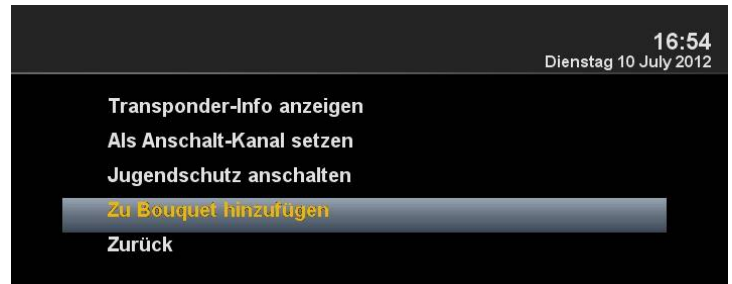 16:54
Dienstag 10 July 2012
Transponder-Info anzeigen
Als Anschalt-Kanal setzen
Jugendschutz anschalten
Zu Bouquet hinzufügen
Zurück